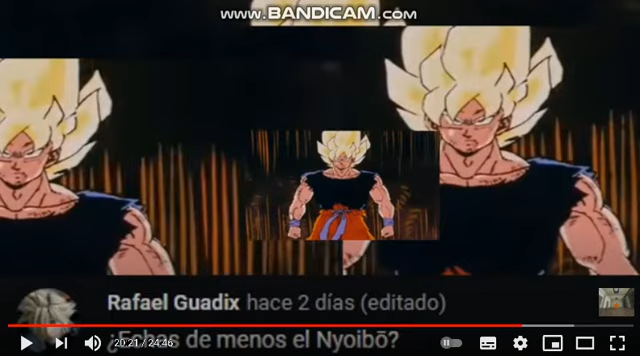 www.BANDICAM.com
Rafael Guadix hace 2 días (editado)
¿Echas de menos el Nyoibō?
20:21 / 24:46